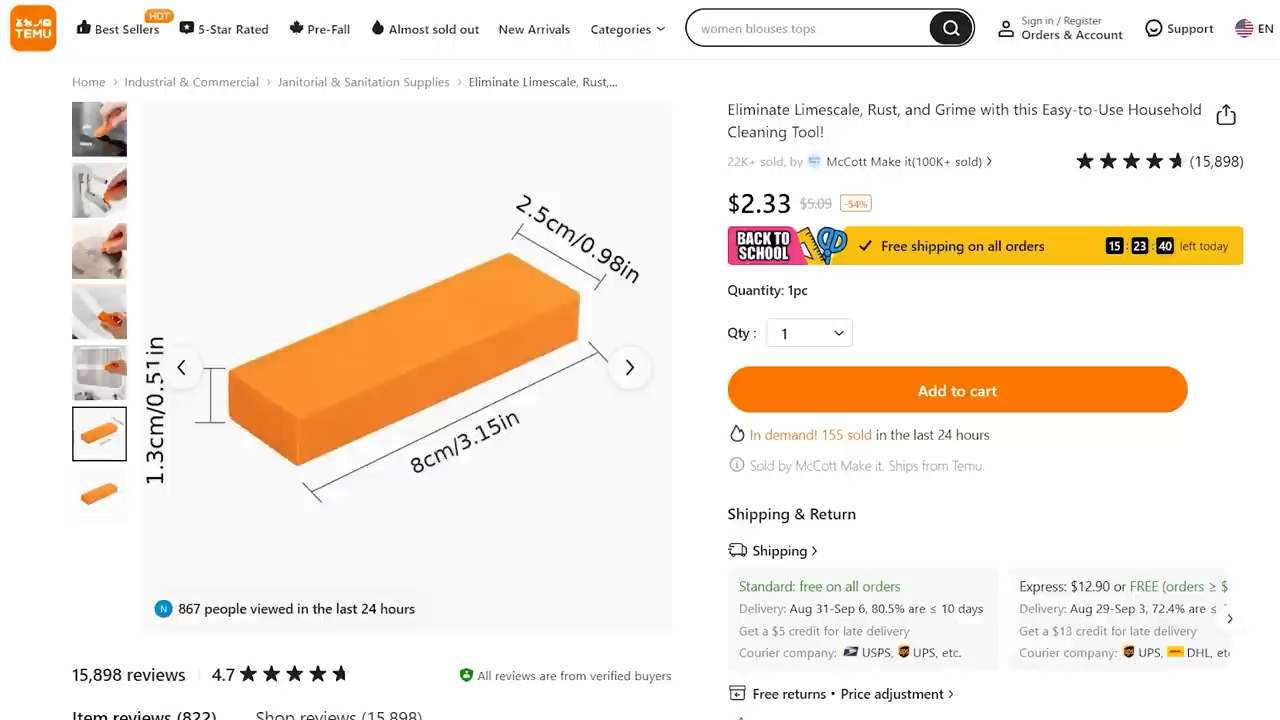 TEMU
Best Sellers
HOT
5-Star Rated
Pre-Fall
Almost sold out
New Arrivals
Categories
women blouses tops
Sign in / Register
Orders & Account
Support
EN
Home › Industrial & Commercial › Janitorial & Sanitation Supplies › Eliminate Limescale, Rust,...
2.5cm/0.98in
1.3cm/0.51in
8cm/3.15in
N 867 people viewed in the last 24 hours
15,898 reviews
4.7
All reviews are from verified buyers
Item reviews (822)
Shop reviews (15,898)
Eliminate Limescale, Rust, and Grime with this Easy-to-Use Household
Cleaning Tool!
22K+ sold, by McCott Make it(100K+ sold) ›
(15,898)
$2.33 $5.09 -54%
BACK TO
SCHOOL
Free shipping on all orders
15 : 23 : 40 left today
Quantity: 1pc
Qty : 1
Add to cart
In demand! 155 sold in the last 24 hours
Sold by McCott Make it. Ships from Temu.
Shipping & Return
Shipping ›
Standard: free on all orders
Delivery: Aug 31-Sep 6, 80.5% are ≤ 10 days
Get a $5 credit for late delivery
Courier company: USPS, UPS, etc.
Express: $12.90 or FREE (orders ≥ $
Delivery: Aug 29-Sep 3, 72.4% are ≤
Get a $13 credit for late delivery
Courier company: UPS, DHL, et
Free returns • Price adjustment ›